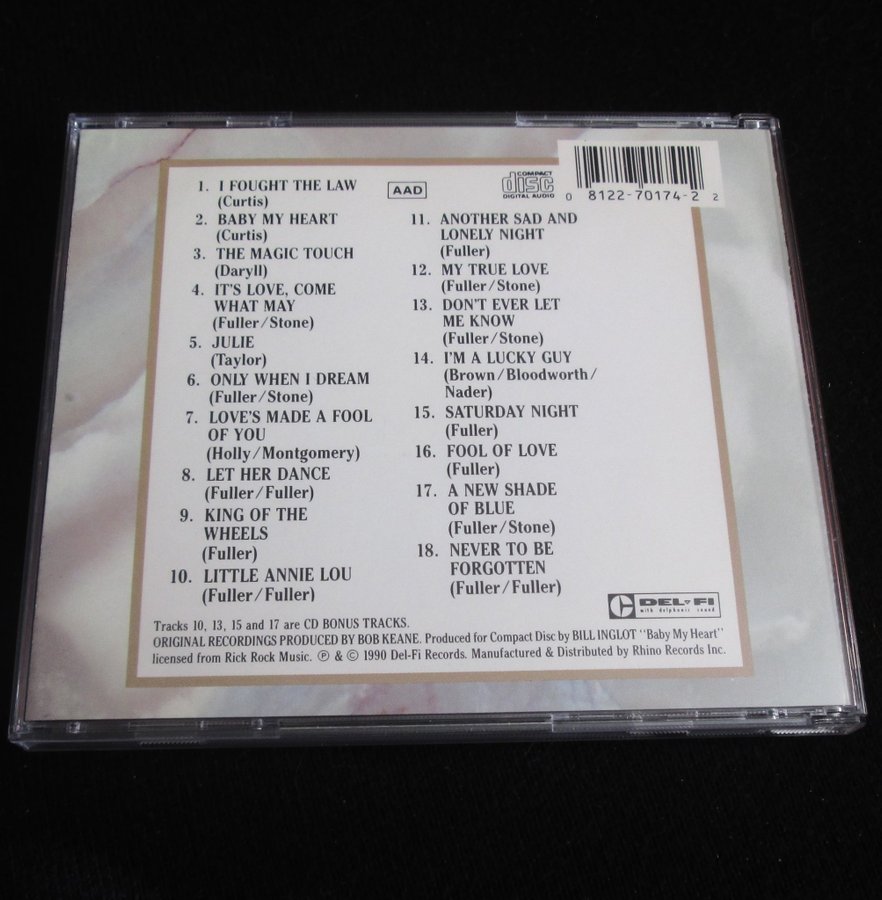 1. I FOUGHT THE LAW
(Curtis)
2. BABY MY HEART
(Curtis)
3. THE MAGIC TOUCH
(Daryll)
4. IT'S LOVE, COME
WHAT MAY
(Fuller/Stone)
5. JULIE
(Taylor)
6. ONLY WHEN I DREAM
(Fuller/Stone)
7. LOVE'S MADE A FOOL
OF YOU
(Holly/Montgomery)
8. LET HER DANCE
(Fuller/Fuller)
9. KING OF THE
WHEELS
(Fuller)
10. LITTLE ANNIE LOU
(Fuller/Fuller)
AAD
COMPACT
disc
DIGITAL AUDIO
0 8122-70174-2 2
11. ANOTHER SAD AND
LONELY NIGHT
(Fuller)
12. MY TRUE LOVE
(Fuller/Stone)
13. DON'T EVER LET
ME KNOW
(Fuller/Stone)
14. I'M A LUCKY GUY
(Brown/Bloodworth/
Nader)
15. SATURDAY NIGHT
(Fuller)
16. FOOL OF LOVE
(Fuller)
17. A NEW SHADE
OF BLUE
(Fuller/Stone)
18. NEVER TO BE
FORGOTTEN
(Fuller/Fuller)
DEL-FI
with delphonic sound
Tracks 10, 13, 15 and 17 are CD BONUS TRACKS.
ORIGINAL RECORDINGS PRODUCED BY BOB KEANE. Produced for Compact Disc by BILL INGLOT "Baby My Heart"
licensed from Rick Rock Music. ℗ & © 1990 Del-Fi Records. Manufactured & Distributed by Rhino Records Inc.